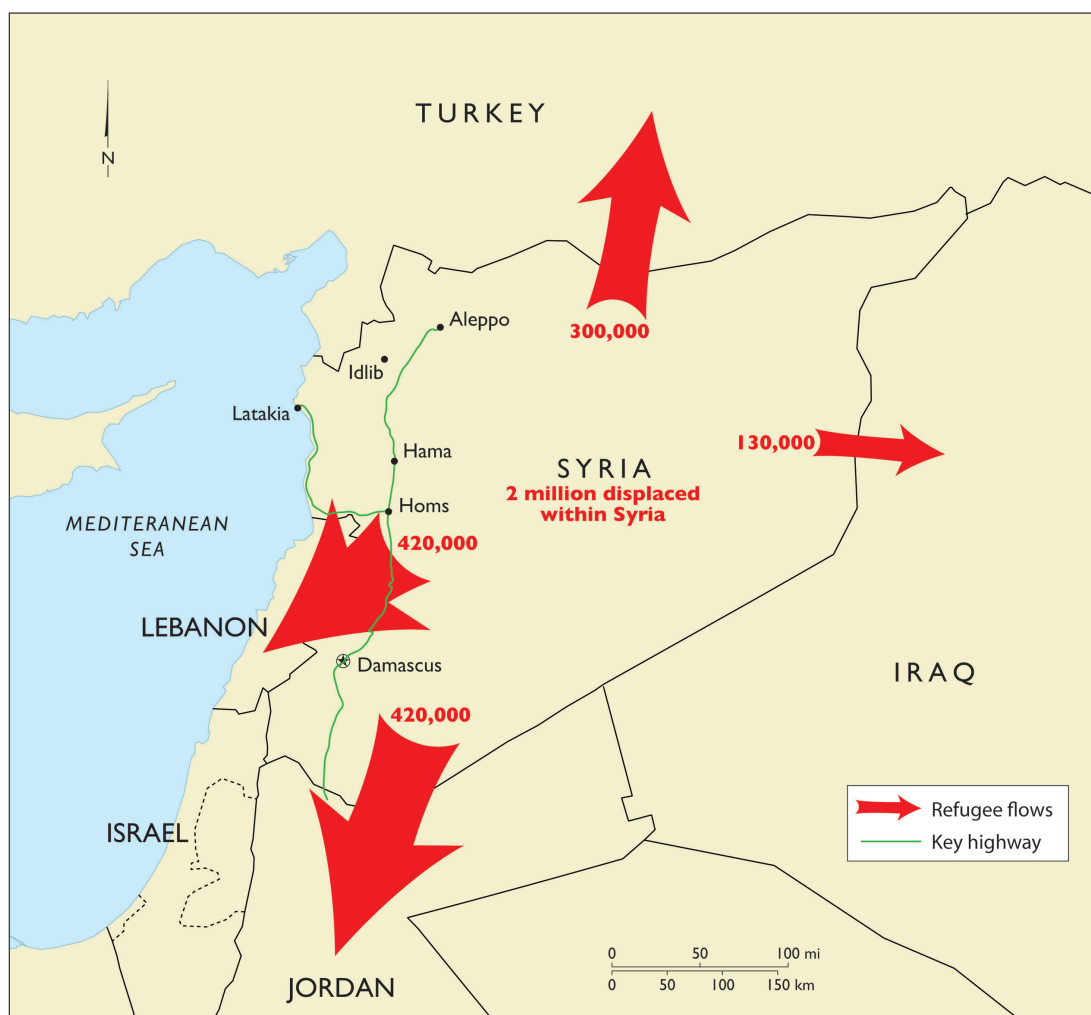 N
TURKEY
Aleppo
300,000
Idlib
Latakia
130,000
Hama
SYRIA
2 million displaced
within Syria
Homs
MEDITERANEAN
SEA
420,000
LEBANON
Damascus
IRAQ
420,000
ISRAEL
Refugee flows
Key highway
0 50 100 mi
0 50 100 150 km
JORDAN